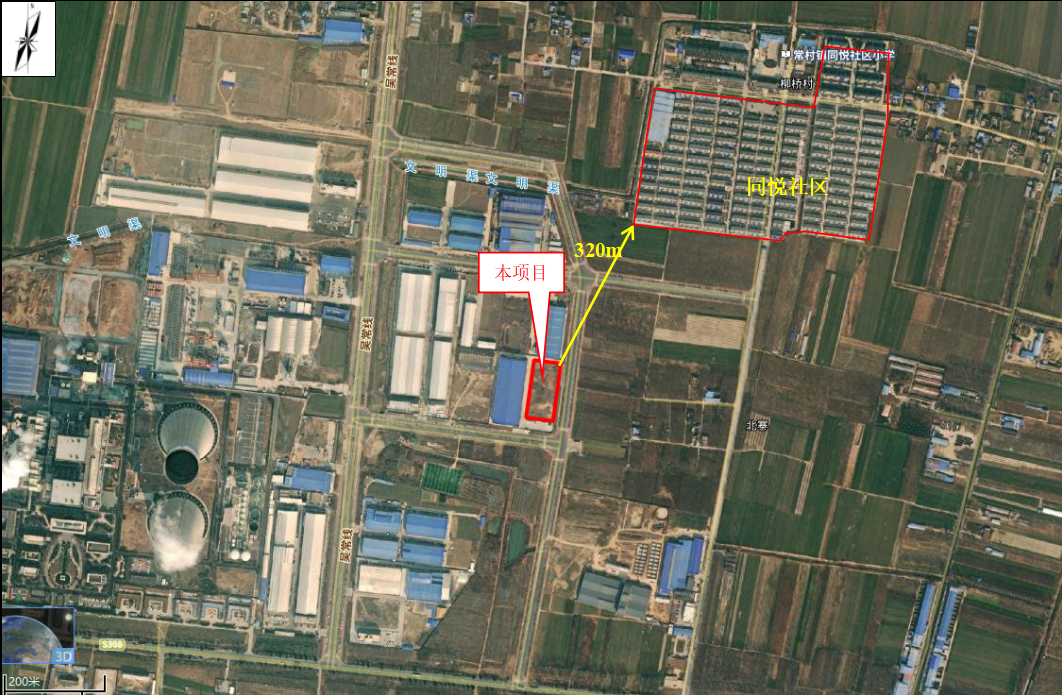 吴常线
常村镇同悦社区小学
柳桥村
文明渠文明渠
同悦社区
文明渠
320m
本项目
吴常线
北寨
吴常线
S308
3D
200米